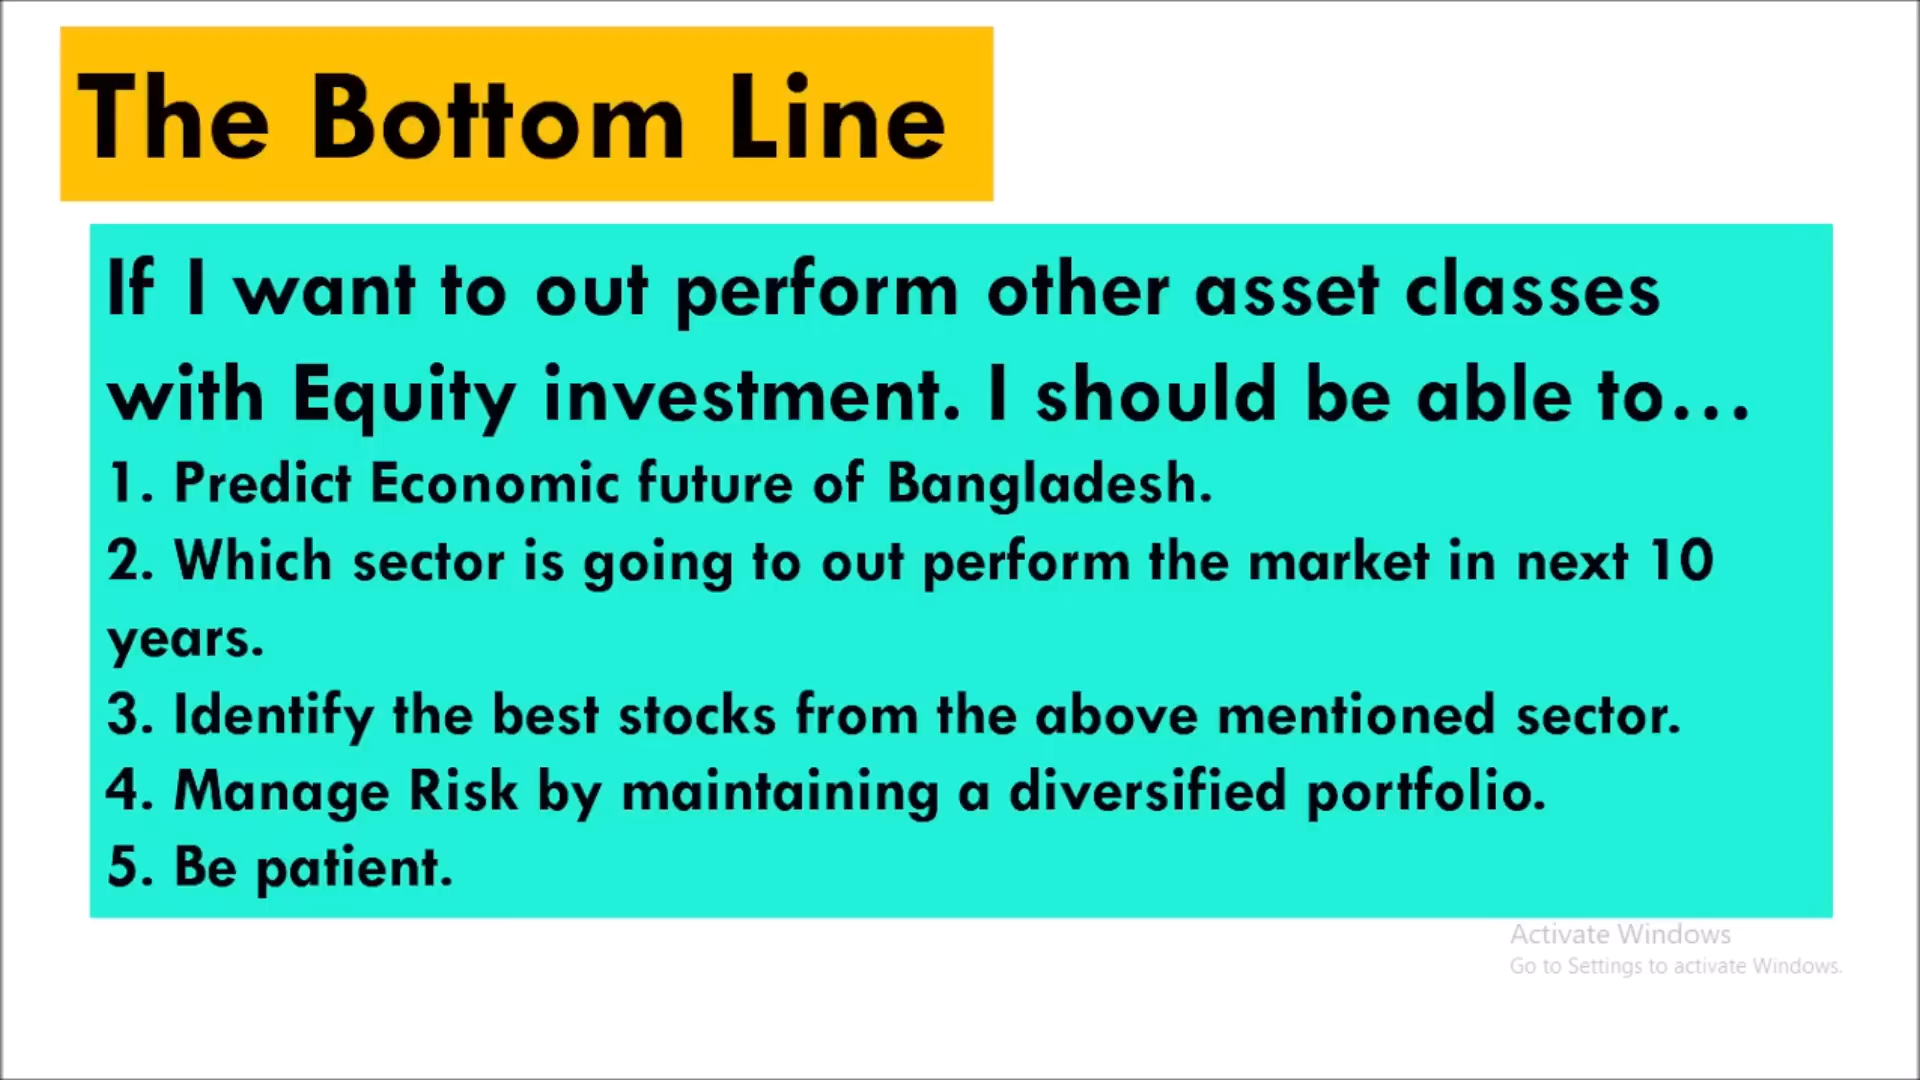 The Bottom Line
If I want to out perform other asset classes
with Equity investment. I should be able to...
1. Predict Economic future of Bangladesh.
2. Which sector is going to out perform the market in next 10
years.
3. Identify the best stocks from the above mentioned sector.
4. Manage Risk by maintaining a diversified portfolio.
5. Be patient.
Activate Windows
Go to Settings to activate Windows.